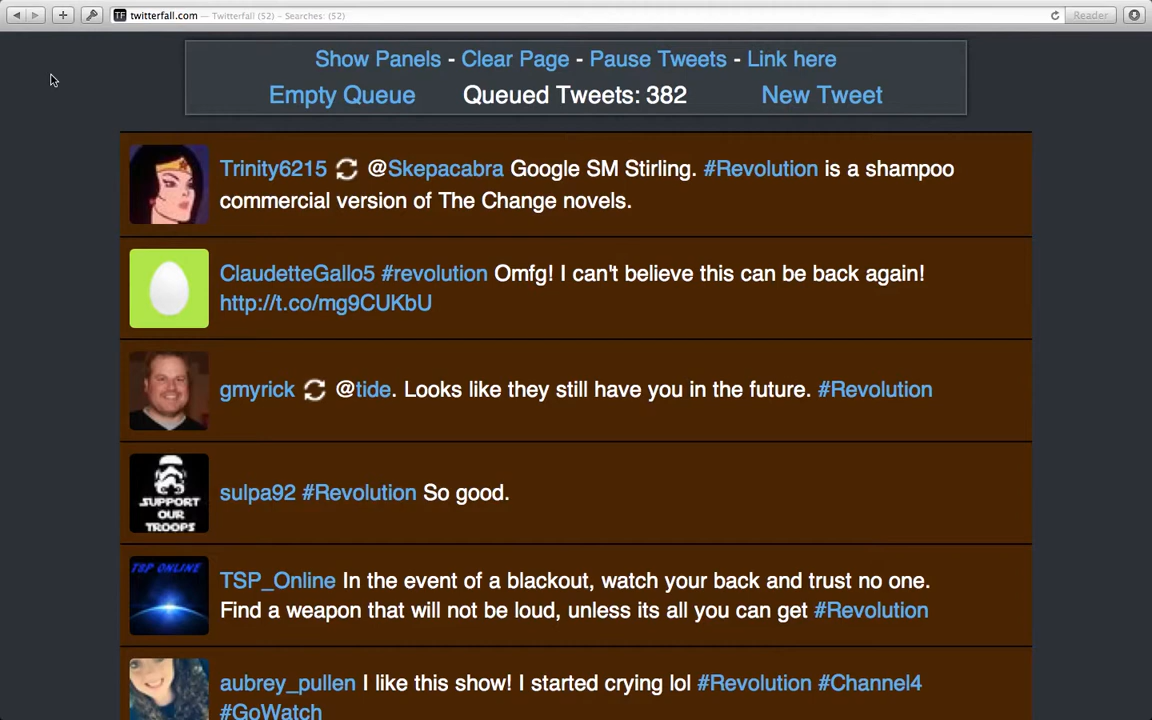 twitterfall.com — Twitterfall (52) – Searches: (52)
Reader
Show Panels - Clear Page - Pause Tweets - Link here
Empty Queue Queued Tweets: 382 New Tweet
Trinity6215 @Skepacabra Google SM Stirling. #Revolution is a shampoo
commercial version of The Change novels.
ClaudetteGallo5 #revolution Omfg! I can't believe this can be back again!
http://t.co/mg9CUKbU
gmyrick @tide. Looks like they still have you in the future. #Revolution
SUPPORT
OUR
TROOPS
sulpa92 #Revolution So good.
TSP ONLINE
TSP_Online In the event of a blackout, watch your back and trust no one.
Find a weapon that will not be loud, unless its all you can get #Revolution
aubrey_pullen I like this show! I started crying lol #Revolution #Channel4
#GoWatch